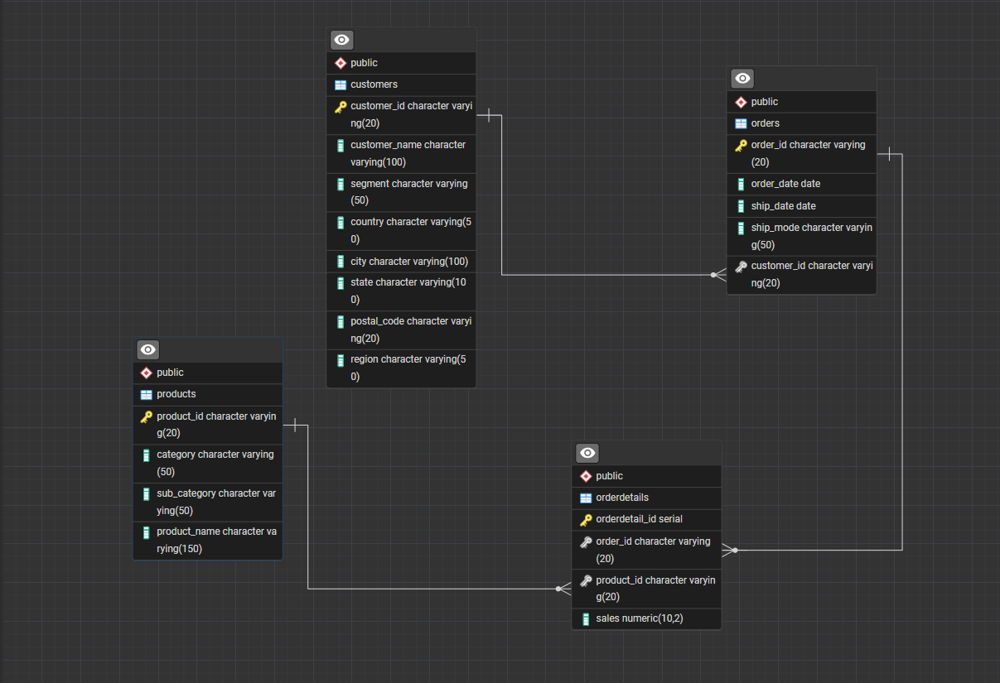 public
customers
customer_id character varyi
ng(20)
customer_name character
varying(100)
segment character varying
(50)
country character varying(5
0)
city character varying(100)
state character varying(10
0)
postal_code character varyi
ng(20)
region character varying(5
0)
public
orders
order_id character varying
(20)
order_date date
ship_date date
ship_mode character varyin
g(50)
customer_id character varyi
ng(20)
public
products
product_id character varyin
g(20)
category character varying
(50)
sub_category character var
ying(50)
product_name character va
rying(150)
public
orderdetails
orderdetail_id serial
order_id character varying
(20)
product_id character varyin
g(20)
sales numeric(10,2)